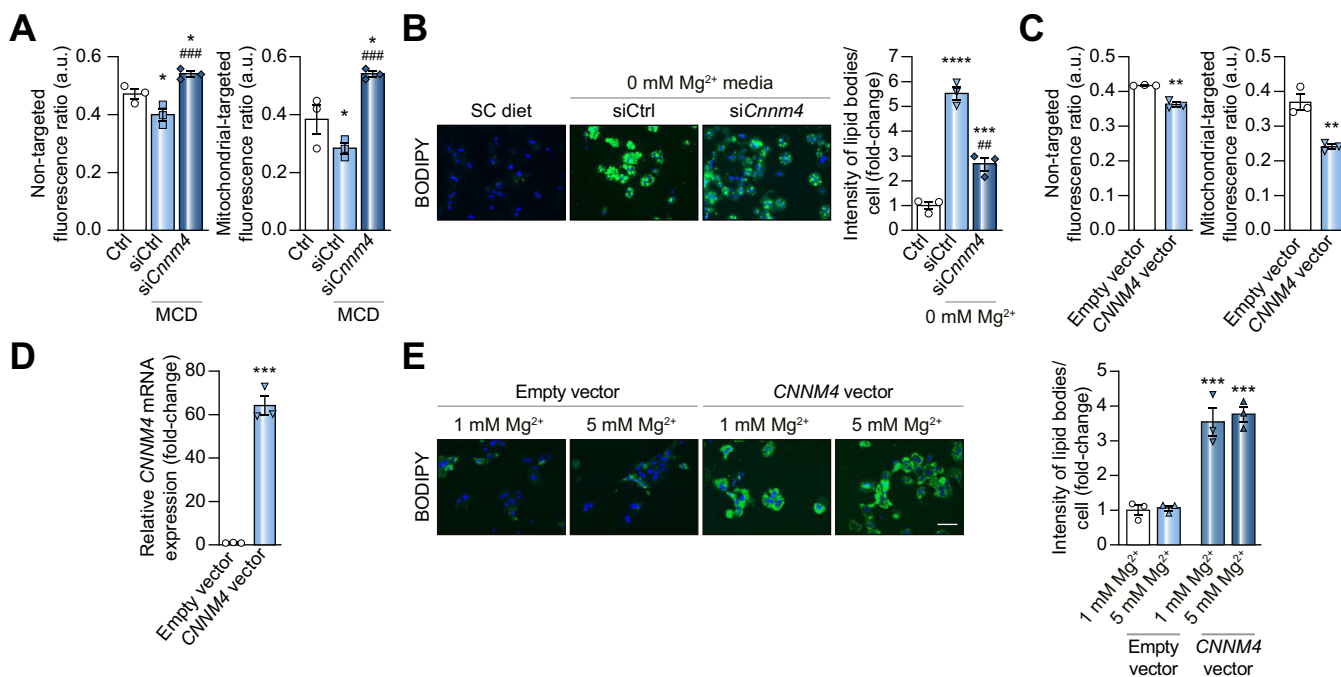 A
Non-targeted
fluorescence ratio (a.u.)
0.6
0.4
0.2
0.0
*
*
###
Ctrl
siCtrl
siCnnm4
MCD
Mitochondrial-targeted
fluorescence ratio (a.u.)
0.6
0.4
0.2
0.0
*
*
###
Ctrl
siCtrl
siCnnm4
MCD
B
0 mM Mg²⁺ media
SC diet
siCtrl
siCnnm4
BODIPY
Intensity of lipid bodies/
cell (fold-change)
7
6
5
4
3
2
1
0
****
***
##
Ctrl
siCtrl
siCnnm4
0 mM Mg²⁺
C
Non-targeted
fluorescence ratio (a.u.)
0.5
0.4
0.3
0.2
0.1
0.0
**
Empty vector
CNNM4 vector
Mitochondrial-targeted
fluorescence ratio (a.u.)
0.5
0.4
0.3
0.2
0.1
0.0
**
Empty vector
CNNM4 vector
D
Relative CNNM4 mRNA
expression (fold-change)
80
60
40
20
0
***
Empty vector
CNNM4 vector
E
Empty vector
CNNM4 vector
1 mM Mg²⁺
5 mM Mg²⁺
1 mM Mg²⁺
5 mM Mg²⁺
BODIPY
Intensity of lipid bodies/
cell (fold-change)
5
4
3
2
1
0
***
***
1 mM Mg²⁺
5 mM Mg²⁺
1 mM Mg²⁺
5 mM Mg²⁺
Empty
vector
CNNM4
vector